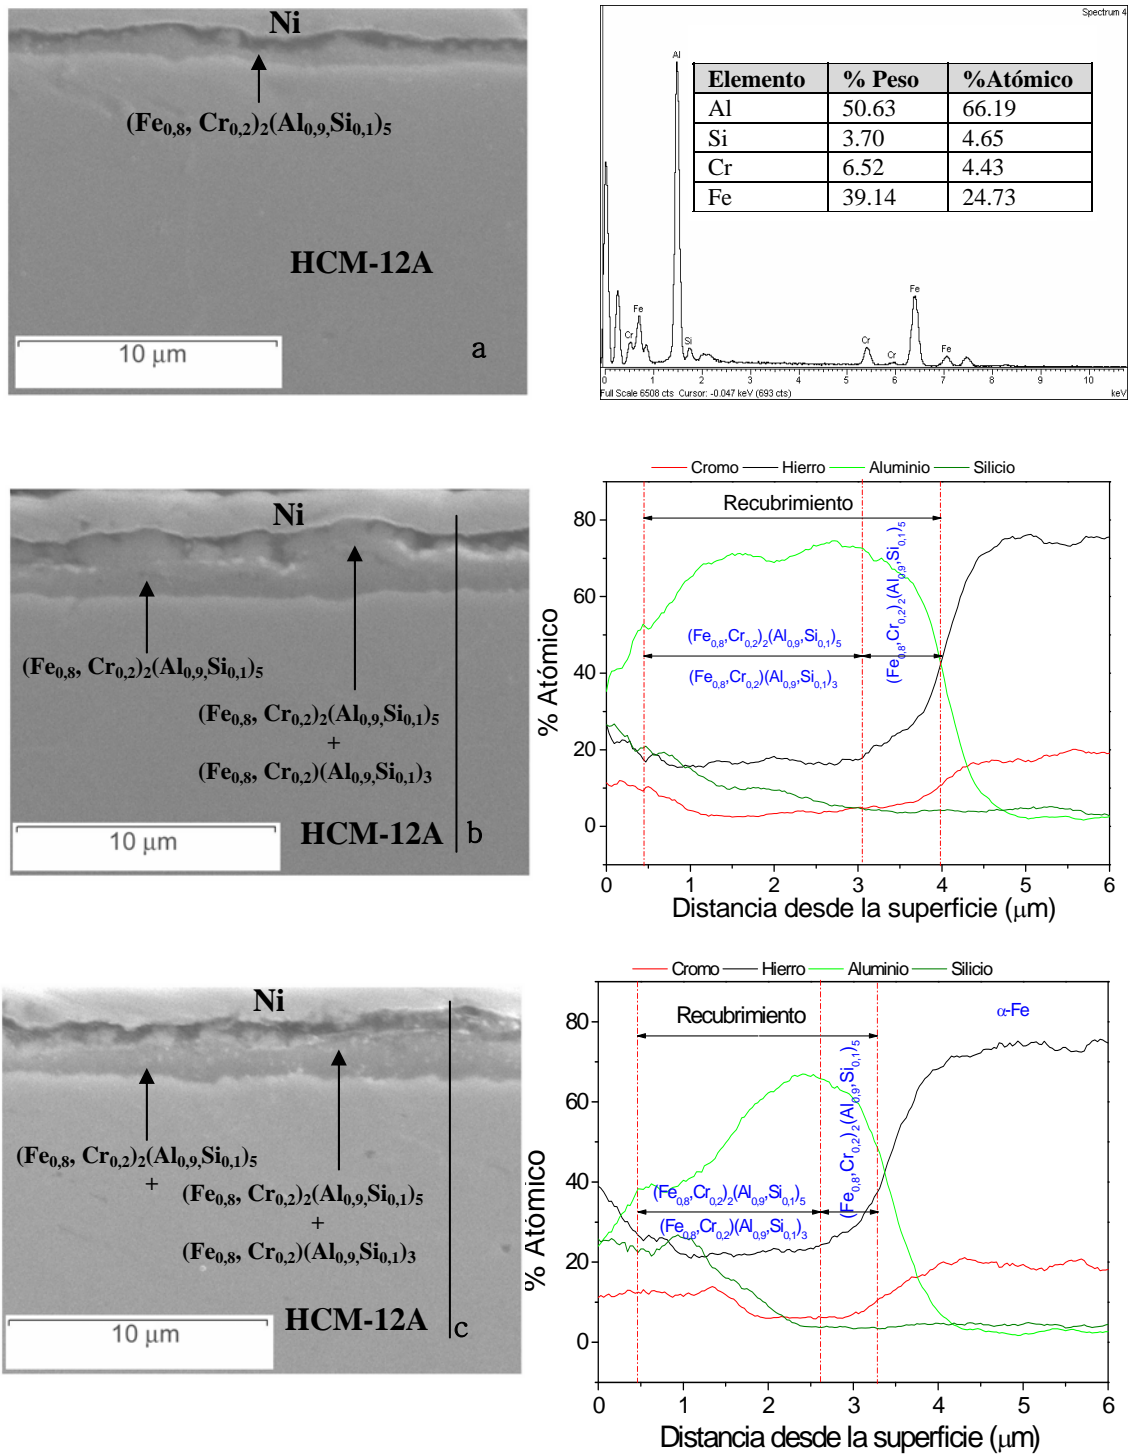 Ni
(Fe0,8, Cr0,2)2(Al0,9,Si0,1)5
HCM-12A
10 µm
a
Spectrum 4
Elemento % Peso %Atómico
Al 50.63 66.19
Si 3.70 4.65
Cr 6.52 4.43
Fe 39.14 24.73
Al
Fe
Cr
Si
Cr
Cr
Fe
Fe
0 1 2 3 4 5 6 7 8 9 10
Full Scale 6508 cts Cursor: -0.047 keV (693 cts)
keV
Ni
(Fe0,8, Cr0,2)2(Al0,9,Si0,1)5
(Fe0,8, Cr0,2)2(Al0,9,Si0,1)5
+
(Fe0,8, Cr0,2)(Al0,9,Si0,1)3
HCM-12A
10 µm
b
Cromo Hierro Aluminio Silicio
Recubrimiento
(Fe0,8,Cr0,2)2(Al0,9,Si0,1)5
(Fe0,8,Cr0,2)2(Al0,9,Si0,1)5
(Fe0,8,Cr0,2)(Al0,9,Si0,1)3
% Atómico
80
60
40
20
0
0 1 2 3 4 5 6
Distancia desde la superficie (µm)
Ni
(Fe0,8, Cr0,2)2(Al0,9,Si0,1)5
+
(Fe0,8, Cr0,2)2(Al0,9,Si0,1)5
+
(Fe0,8, Cr0,2)(Al0,9,Si0,1)3
HCM-12A
10 µm
c
Cromo Hierro Aluminio Silicio
Recubrimiento
α-Fe
(Fe0,8,Cr0,2)2(Al0,9,Si0,1)5
(Fe0,8,Cr0,2)2(Al0,9,Si0,1)5
(Fe0,8,Cr0,2)(Al0,9,Si0,1)3
% Atómico
80
60
40
20
0
0 1 2 3 4 5 6
Distancia desde la superficie (µm)